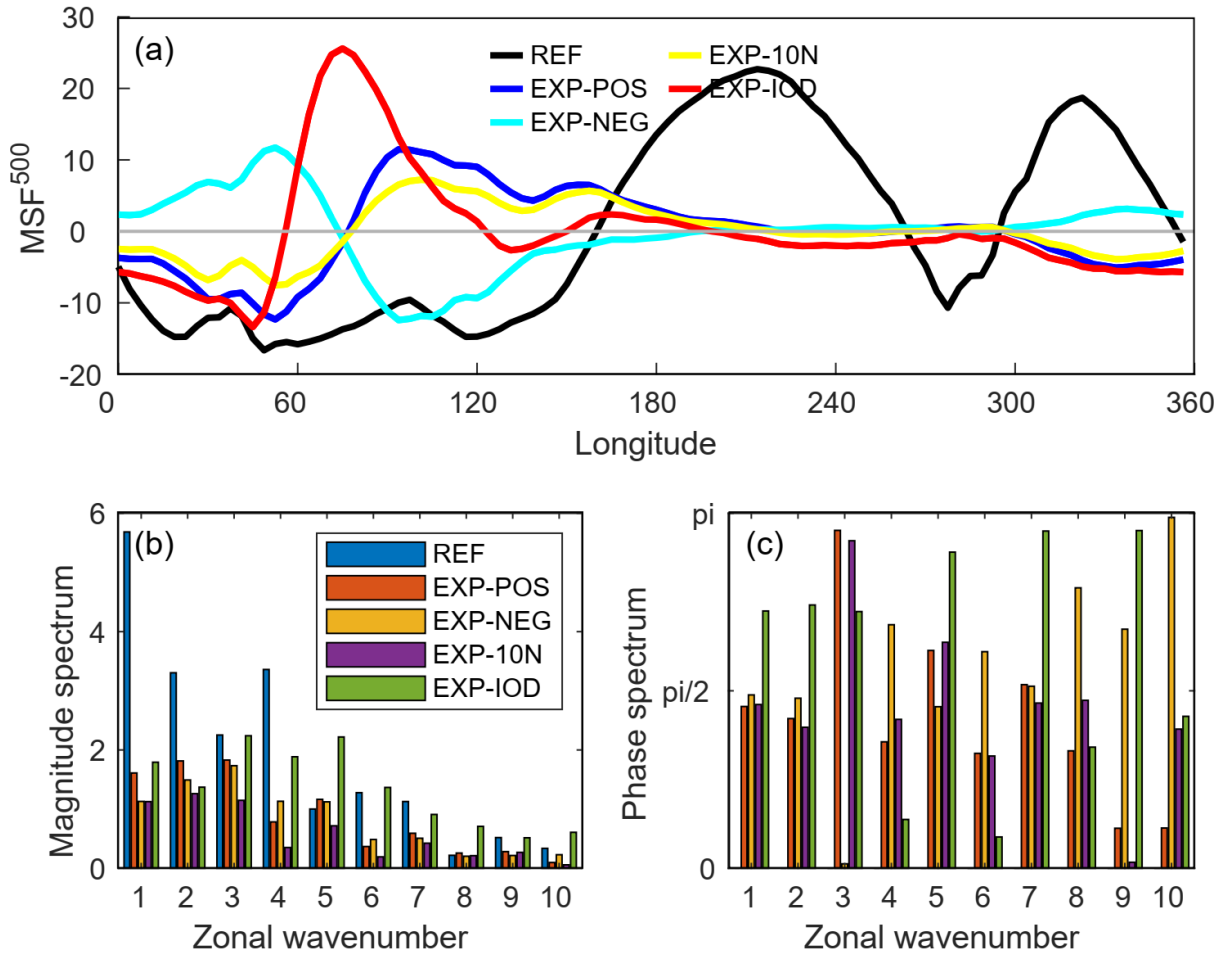 (a)
MSF500
30
20
10
0
-10
-20
REF
EXP-POS
EXP-NEG
EXP-10N
EXP-IOD
0 60 120 180 240 300 360
Longitude
(b)
Magnitude spectrum
6
4
2
0
REF
EXP-POS
EXP-NEG
EXP-10N
EXP-IOD
1 2 3 4 5 6 7 8 9 10
Zonal wavenumber
(c)
Phase spectrum
pi
pi/2
0
1 2 3 4 5 6 7 8 9 10
Zonal wavenumber